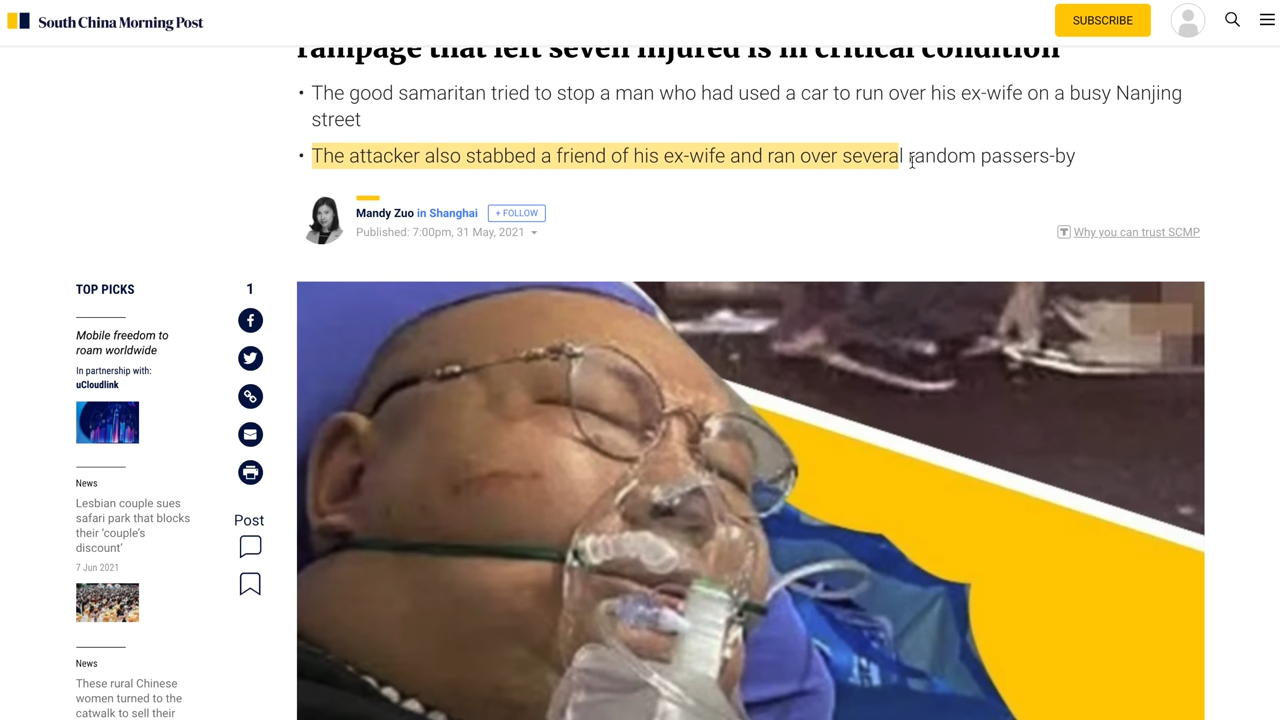 South China Morning Post
SUBSCRIBE
rampage that left seven injured is in critical condition
• The good samaritan tried to stop a man who had used a car to run over his ex-wife on a busy Nanjing
street
• The attacker also stabbed a friend of his ex-wife and ran over several random passers-by
Mandy Zuo in Shanghai
+ FOLLOW
Published: 7:00pm, 31 May, 2021
T Why you can trust SCMP
TOP PICKS
Mobile freedom to
roam worldwide
In partnership with:
uCloudlink
News
Lesbian couple sues
safari park that blocks
their ‘couple’s
discount’
7 Jun 2021
News
These rural Chinese
women turned to the
catwalk to sell their
1
Post